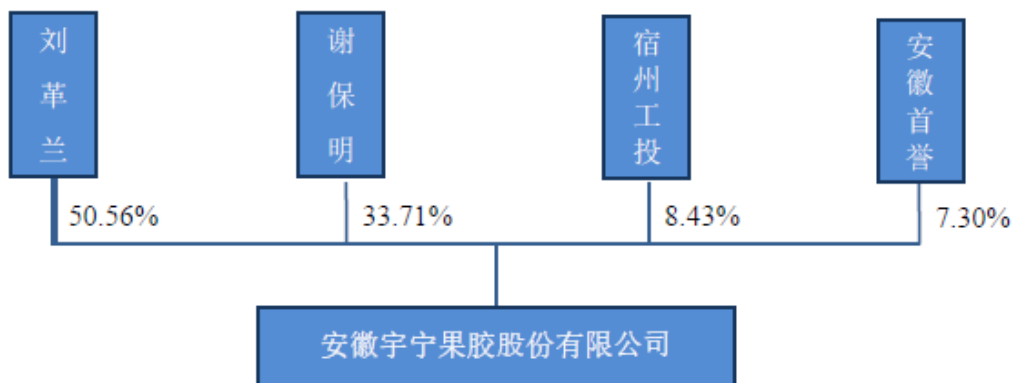 刘革兰
谢保明
宿州工投
安徽首誉
50.56%
33.71%
8.43%
7.30%
安徽宇宁果胶股份有限公司